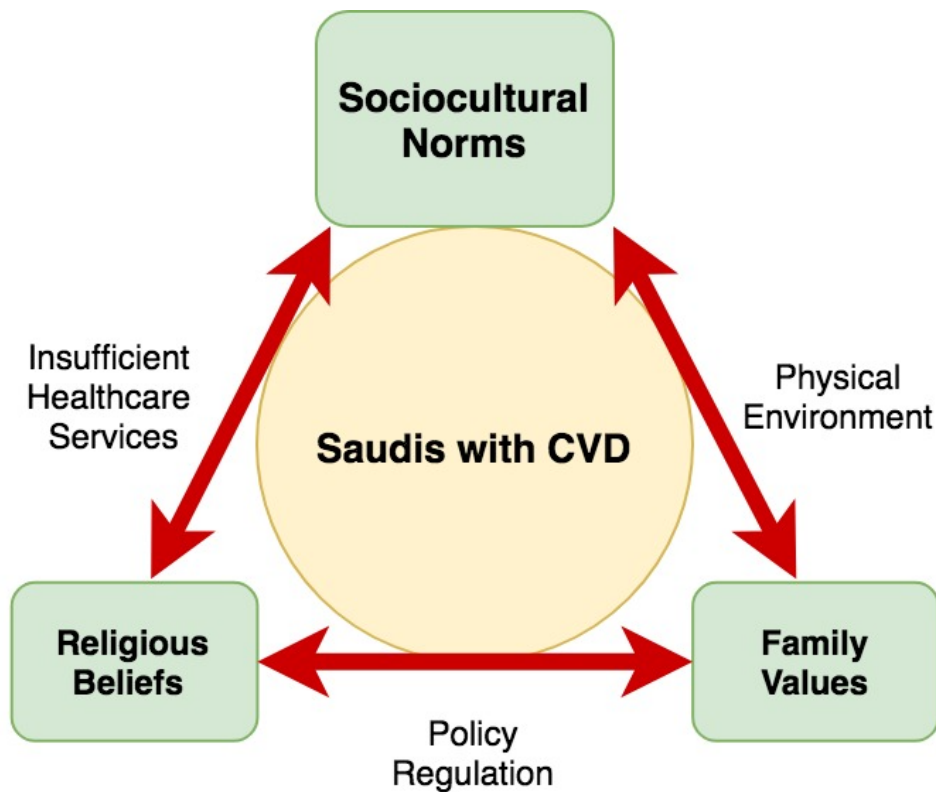 Sociocultural
Norms
Insufficient
Healthcare
Services
Physical
Environment
Saudis with CVD
Religious
Beliefs
Family
Values
Policy
Regulation